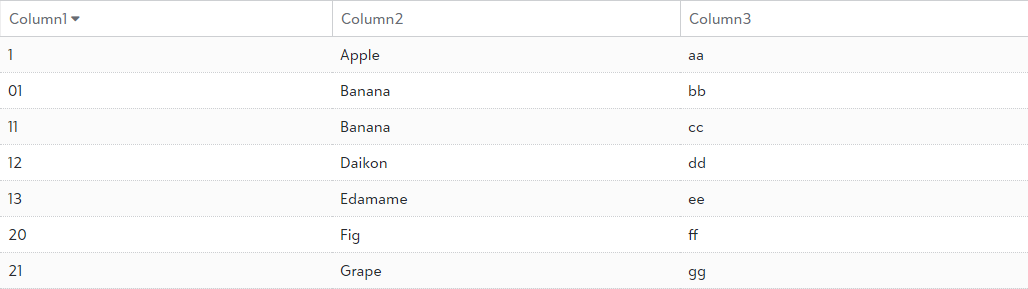 Column1 Column2 Column3
1 Apple aa
01 Banana bb
11 Banana cc
12 Daikon dd
13 Edamame ee
20 Fig ff
21 Grape gg